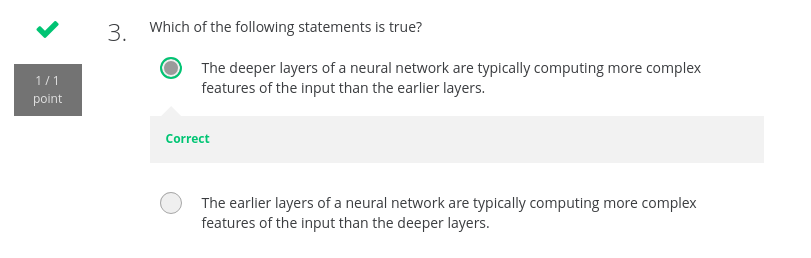 3. Which of the following statements is true?
1 / 1
point
The deeper layers of a neural network are typically computing more complex
features of the input than the earlier layers.
Correct
The earlier layers of a neural network are typically computing more complex
features of the input than the deeper layers.